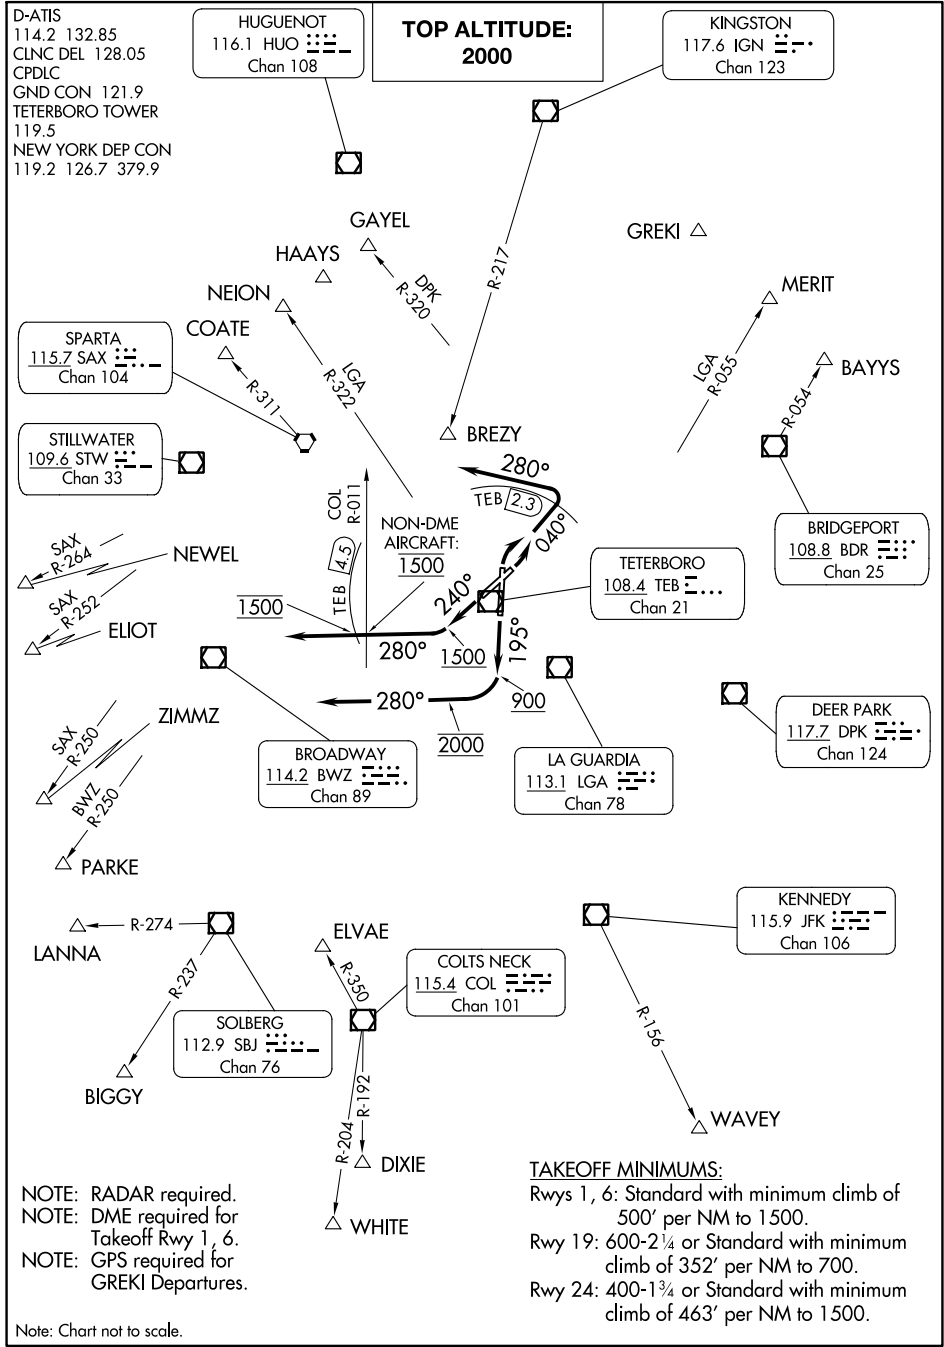 D-ATIS
114.2 132.85
CLNC DEL 128.05
CPDLC
GND CON 121.9
TETERBORO TOWER
119.5
NEW YORK DEP CON
119.2 126.7 379.9
HUGUENOT
116.1 HUO
Chan 108
TOP ALTITUDE:
2000
KINGSTON
117.6 IGN
Chan 123
GAYEL
HAAYS
NEION
COATE
GREKI
MERIT
BAYYS
R-217
DPK
R-320
LGA
R-322
R-311
LGA
R-055
R-054
SPARTA
115.7 SAX
Chan 104
STILLWATER
109.6 STW
Chan 33
BREZY
280°
TEB 2.3
040°
COL
R-011
TEB 4.5
NON-DME
AIRCRAFT:
1500
BRIDGEPORT
108.8 BDR
Chan 25
TETERBORO
108.4 TEB
Chan 21
SAX
R-264
NEWEL
SAX
R-252
ELIOT
1500
240°
280°
1500
195°
280°
900
2000
SAX
R-250
ZIMMZ
BWZ
R-250
PARKE
BROADWAY
114.2 BWZ
Chan 89
LA GUARDIA
113.1 LGA
Chan 78
DEER PARK
117.7 DPK
Chan 124
LANNA
R-274
R-237
BIGGY
SOLBERG
112.9 SBJ
Chan 76
ELVAE
R-350
COLTS NECK
115.4 COL
Chan 101
R-192
R-204
DIXIE
WHITE
KENNEDY
115.9 JFK
Chan 106
R-156
WAVEY
NOTE: RADAR required.
NOTE: DME required for
Takeoff Rwy 1, 6.
NOTE: GPS required for
GREKI Departures.
TAKEOFF MINIMUMS:
Rwys 1, 6: Standard with minimum climb of
500' per NM to 1500.
Rwy 19: 600-2¼ or Standard with minimum
climb of 352' per NM to 700.
Rwy 24: 400-1¾ or Standard with minimum
climb of 463' per NM to 1500.
Note: Chart not to scale.